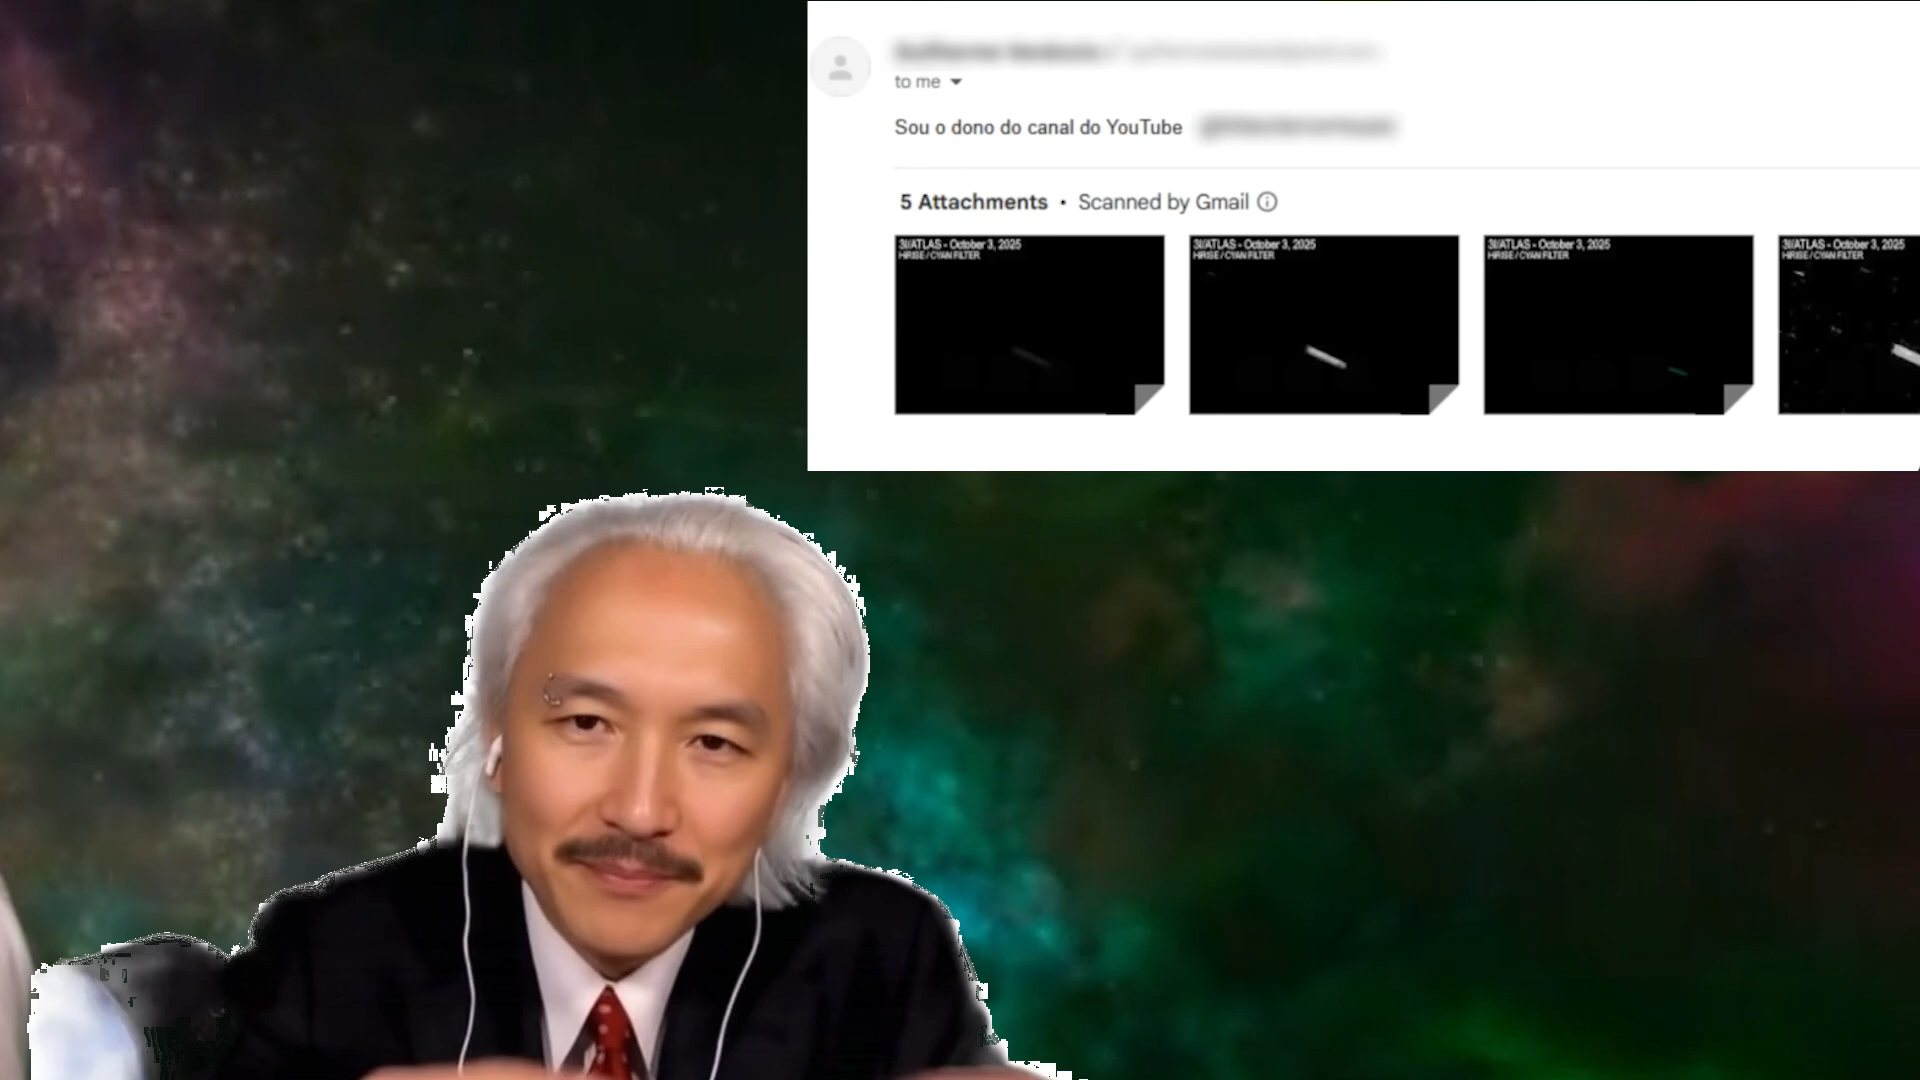 to me
Sou o dono do canal do YouTube
5 Attachments • Scanned by Gmail
3I/ATLAS - October 3, 2025
HIRISE / CYAN FILTER
3I/ATLAS - October 3, 2025
HIRISE / CYAN FILTER
3I/ATLAS - October 3, 2025
HIRISE / CYAN FILTER
3I/ATLAS - October 3, 2025
HIRISE / CYAN FILTER